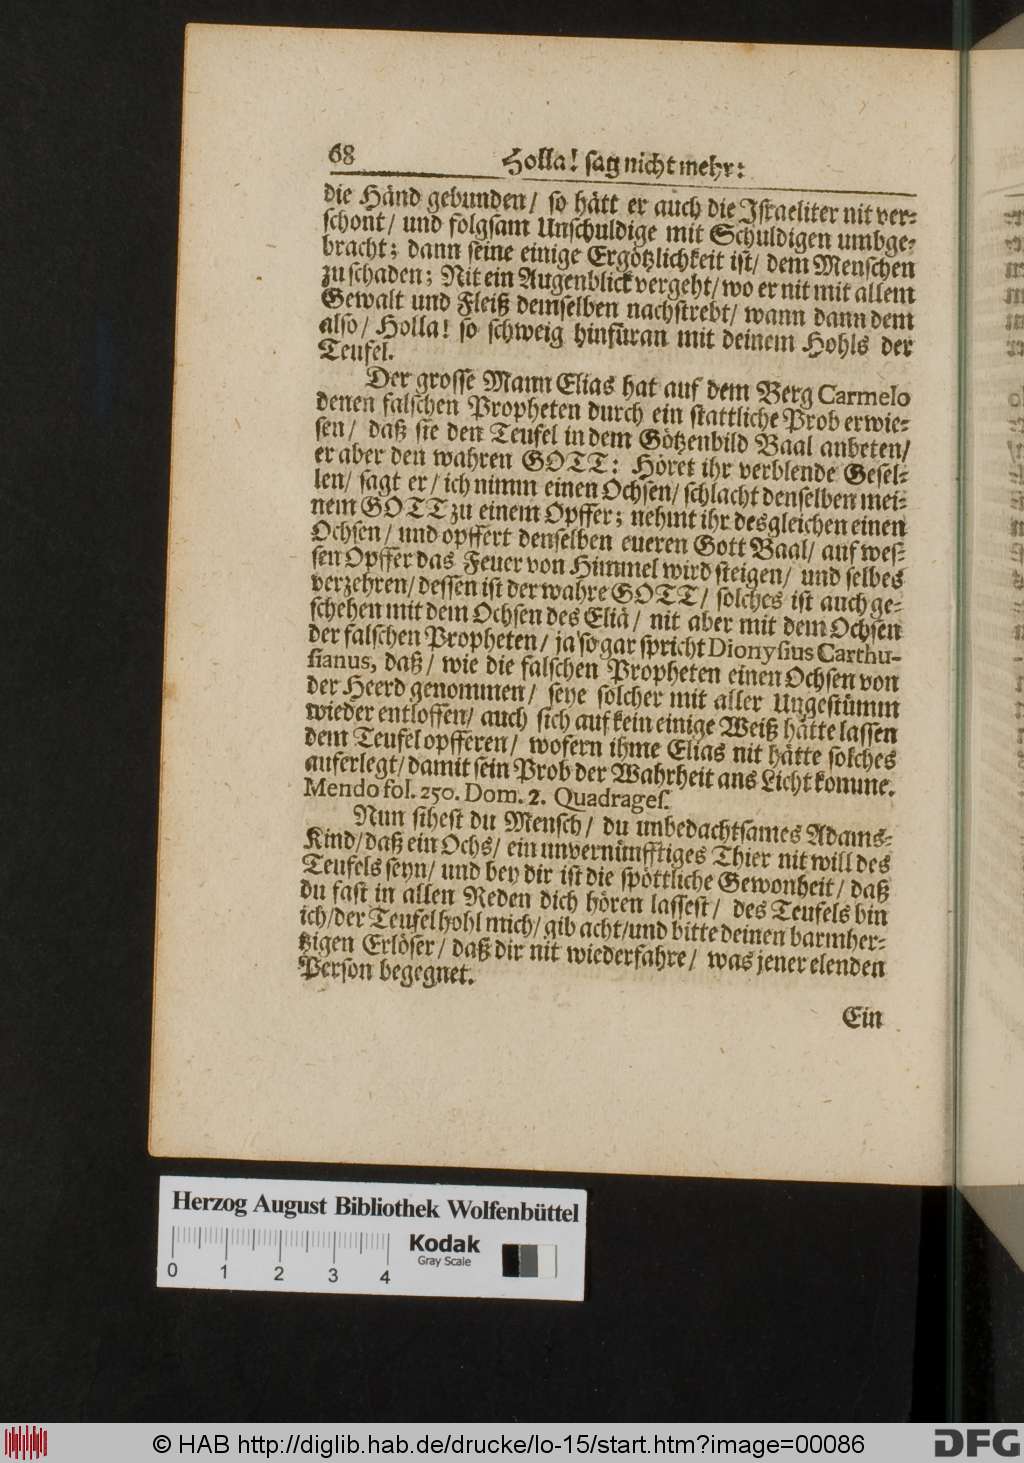 68 Holla! sag nicht mehr:
die Händ gebunden/ so hätt er auch die Israeliter nit ver-
schont/ und folgsam Unschuldige mit Schuldigen umbge-
bracht; dann seine einige Ergötzlichkeit ist/ dem Menschen
zu schaden; Nit ein Augenblick vergeht/ wo er nit mit allem
Gewalt und Fleiß demselben nachstrebt/ wann dann dem
also/ Holla! so schweig hinfüran mit deinem Hohls der
Teufel.
Der grosse Mann Elias hat auf dem Berg Carmelo
denen falschen Propheten durch ein stattliche Prob erwie-
sen/ daß sie den Teufel in dem Götzenbild Baal anbeten/
er aber den wahren GOTT: Höret ihr verblende Gesel-
len/ sagt er/ ich nimm einen Ochsen/ schlacht denselben mei-
nem GOTT zu einem Opffer; nehmt ihr desgleichen einen
Ochsen/ und opffert denselben eueren Gott Baal/ auf wes-
sen Opffer das Feuer von Himmel wird steigen/ und selbes
verzehren/ dessen ist der wahre GOTT/ solches ist auch ge-
schehen mit dem Ochsen des Eliä/ nit aber mit dem Ochsen
der falschen Propheten/ ja so gar spricht Dionysius Carthu-
sianus, daß/ wie die falschen Propheten einen Ochsen von
der Heerd genommen/ seye solcher mit aller Ungestümm
wieder entloffen/ auch sich auf kein einige Weiß hätte lassen
dem Teufel opfferen/ wofern ihme Elias nit hätte solches
auferlegt/ damit sein Prob der Wahrheit ans Licht komme.
Mendo fol. 250. Dom. 2. Quadrages.
Nun sihest du Mensch/ du unbedachtsames Adams-
Kind/ daß ein Ochs/ ein unvernümfftiges Thier nit will des
Teufels seyn/ und bey dir ist die spöttliche Gewonheit/ daß
du fast in allen Reden dich hören lassest/ des Teufels bin
ich/ der Teufel hohl mich/ gib acht/ und bitte deinen barmher-
tzigen Erlöser/ daß dir nit wiederfahre/ was jener elenden
Person begegnet.
Ein
Herzog August Bibliothek Wolfenbüttel
Kodak
Gray Scale
0 1 2 3 4
© HAB http://diglib.hab.de/drucke/lo-15/start.htm?image=00086
DFG